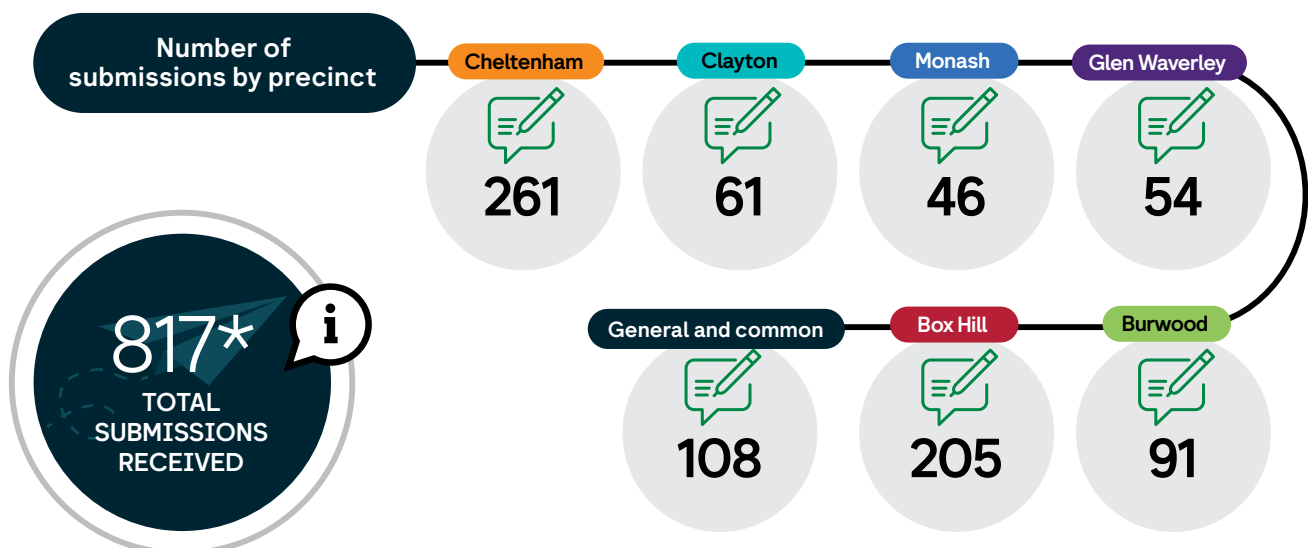 Number of
submissions by precinct
Cheltenham
261
Clayton
61
Monash
46
Glen Waverley
54
Burwood
91
Box Hill
205
General and common
108
817*
TOTAL
SUBMISSIONS
RECEIVED
i